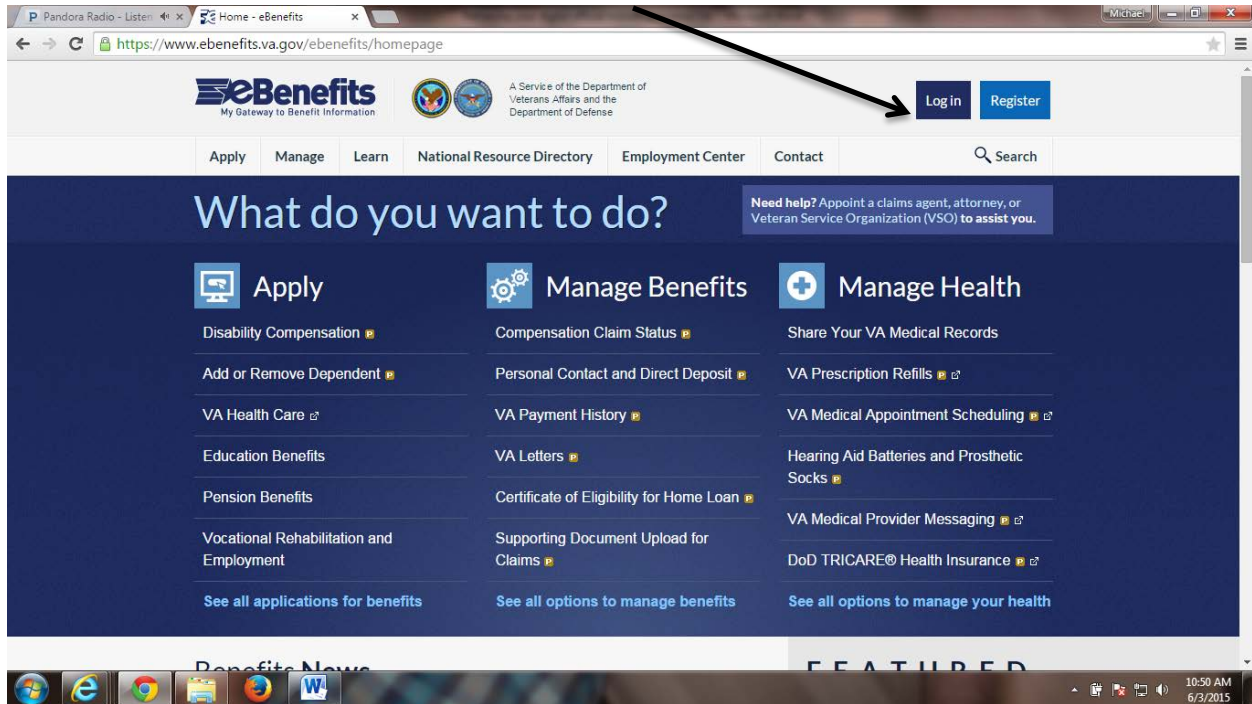 Pandora Radio - Listen
Home - eBenefits
Michael
https://www.ebenefits.va.gov/ebenefits/homepage
eBenefits
My Gateway to Benefit Information
A Service of the Department of
Veterans Affairs and the
Department of Defense
Log in
Register
Apply
Manage
Learn
National Resource Directory
Employment Center
Contact
Search
What do you want to do?
Need help? Appoint a claims agent, attorney, or
Veteran Service Organization (VSO) to assist you.
Apply
Disability Compensation P
Add or Remove Dependent P
VA Health Care
Education Benefits
Pension Benefits
Vocational Rehabilitation and
Employment
See all applications for benefits
Manage Benefits
Compensation Claim Status P
Personal Contact and Direct Deposit P
VA Payment History P
VA Letters P
Certificate of Eligibility for Home Loan P
Supporting Document Upload for
Claims P
See all options to manage benefits
Manage Health
Share Your VA Medical Records
VA Prescription Refills P
VA Medical Appointment Scheduling P
Hearing Aid Batteries and Prosthetic
Socks P
VA Medical Provider Messaging P
DoD TRICARE® Health Insurance P
See all options to manage your health
Benefits News
FEATURED
10:50 AM
6/3/2015